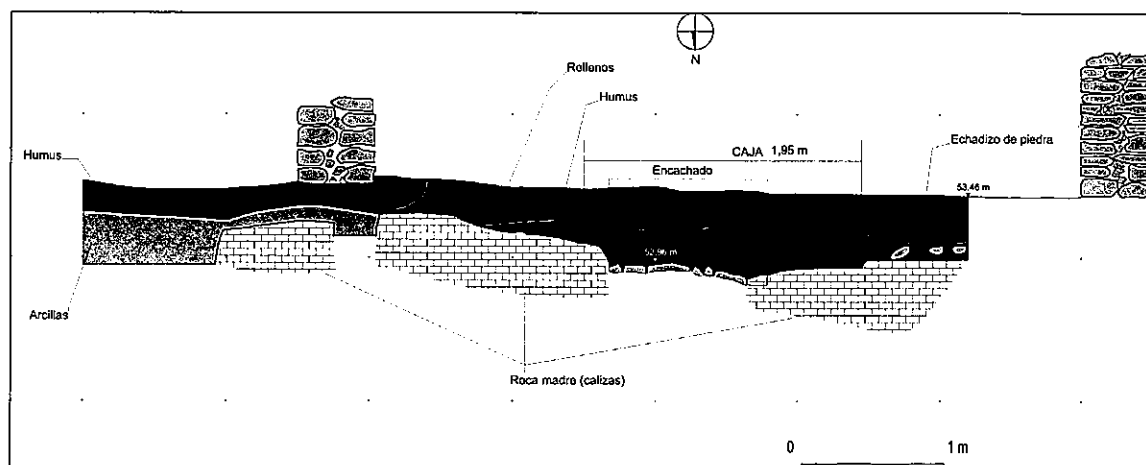 N
Rellenos
Humus
Humus
CAJA 1,95 m
Echadizo de piedra
Encachado
53,46 m
52,96 m
Arcillas
Roca madre (calizas)
0 1 m